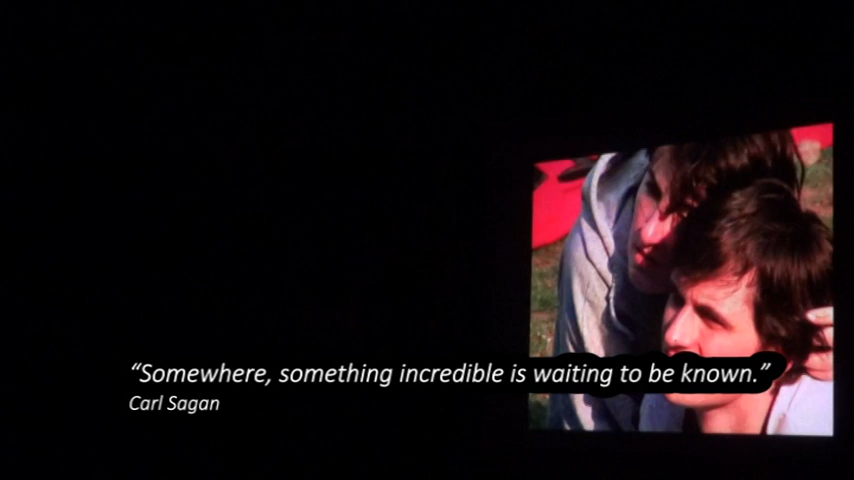 “Somewhere, something incredible is waiting to be known.”
Carl Sagan